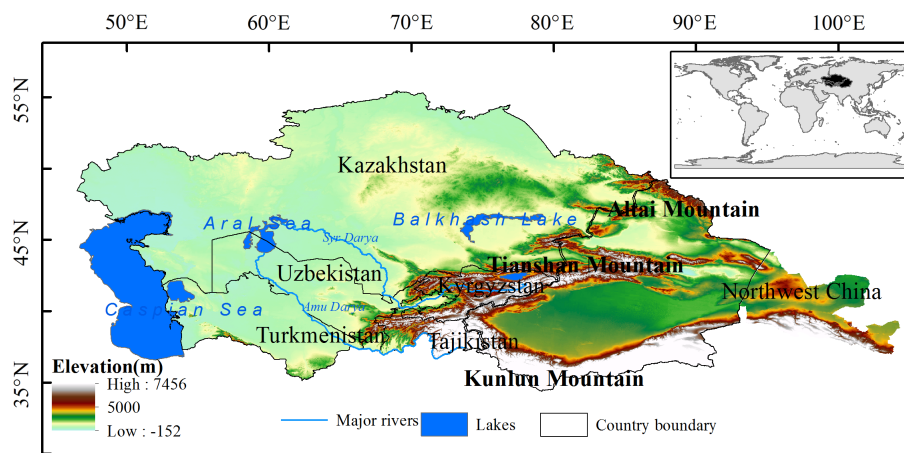 50°E 60°E 70°E 80°E 90°E 100°E
55°N
Kazakhstan
Aral Sea
Balkhash Lake
Altai Mountain
45°N
Syr Darya
Uzbekistan
Tianshan Mountain
Kyrgyzstan
Northwest China
Caspian Sea
Amu Darya
Turkmenistan
Tajikistan
35°N
Kunlun Mountain
Elevation(m)
High : 7456
5000
Low : -152
Major rivers
Lakes
Country boundary